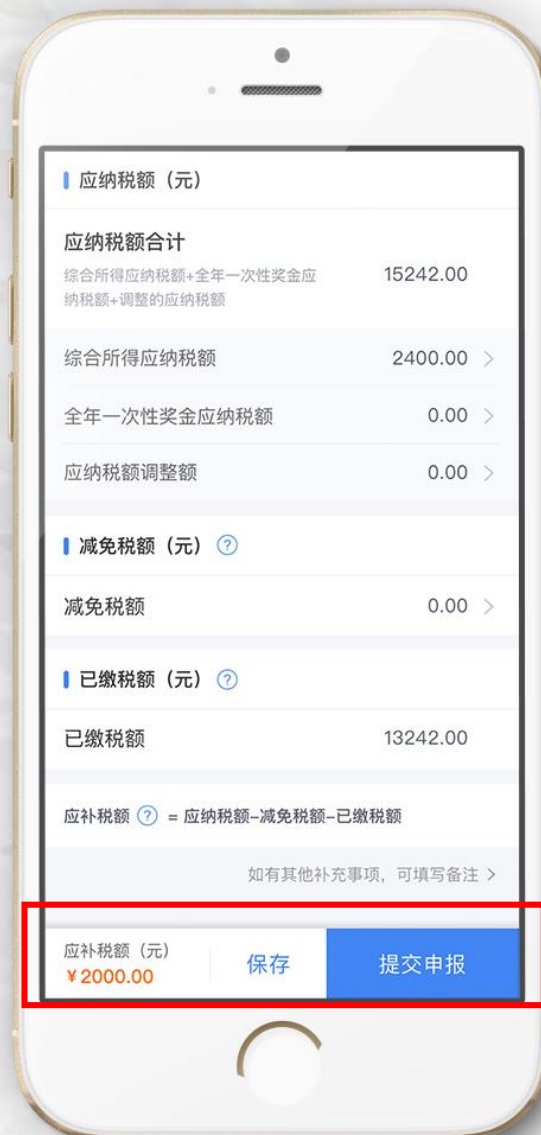 应纳税额（元）
应纳税额合计
综合所得应纳税额+全年一次性奖金应
纳税额+调整的应纳税额
15242.00
综合所得应纳税额 2400.00 >
全年一次性奖金应纳税额 0.00 >
应纳税额调整额 0.00 >
减免税额（元） ?
减免税额 0.00 >
已缴税额（元） ?
已缴税额 13242.00
应补税额 ? = 应纳税额-减免税额-已缴税额
如有其他补充事项，可填写备注 >
应补税额（元）
¥2000.00
保存
提交申报